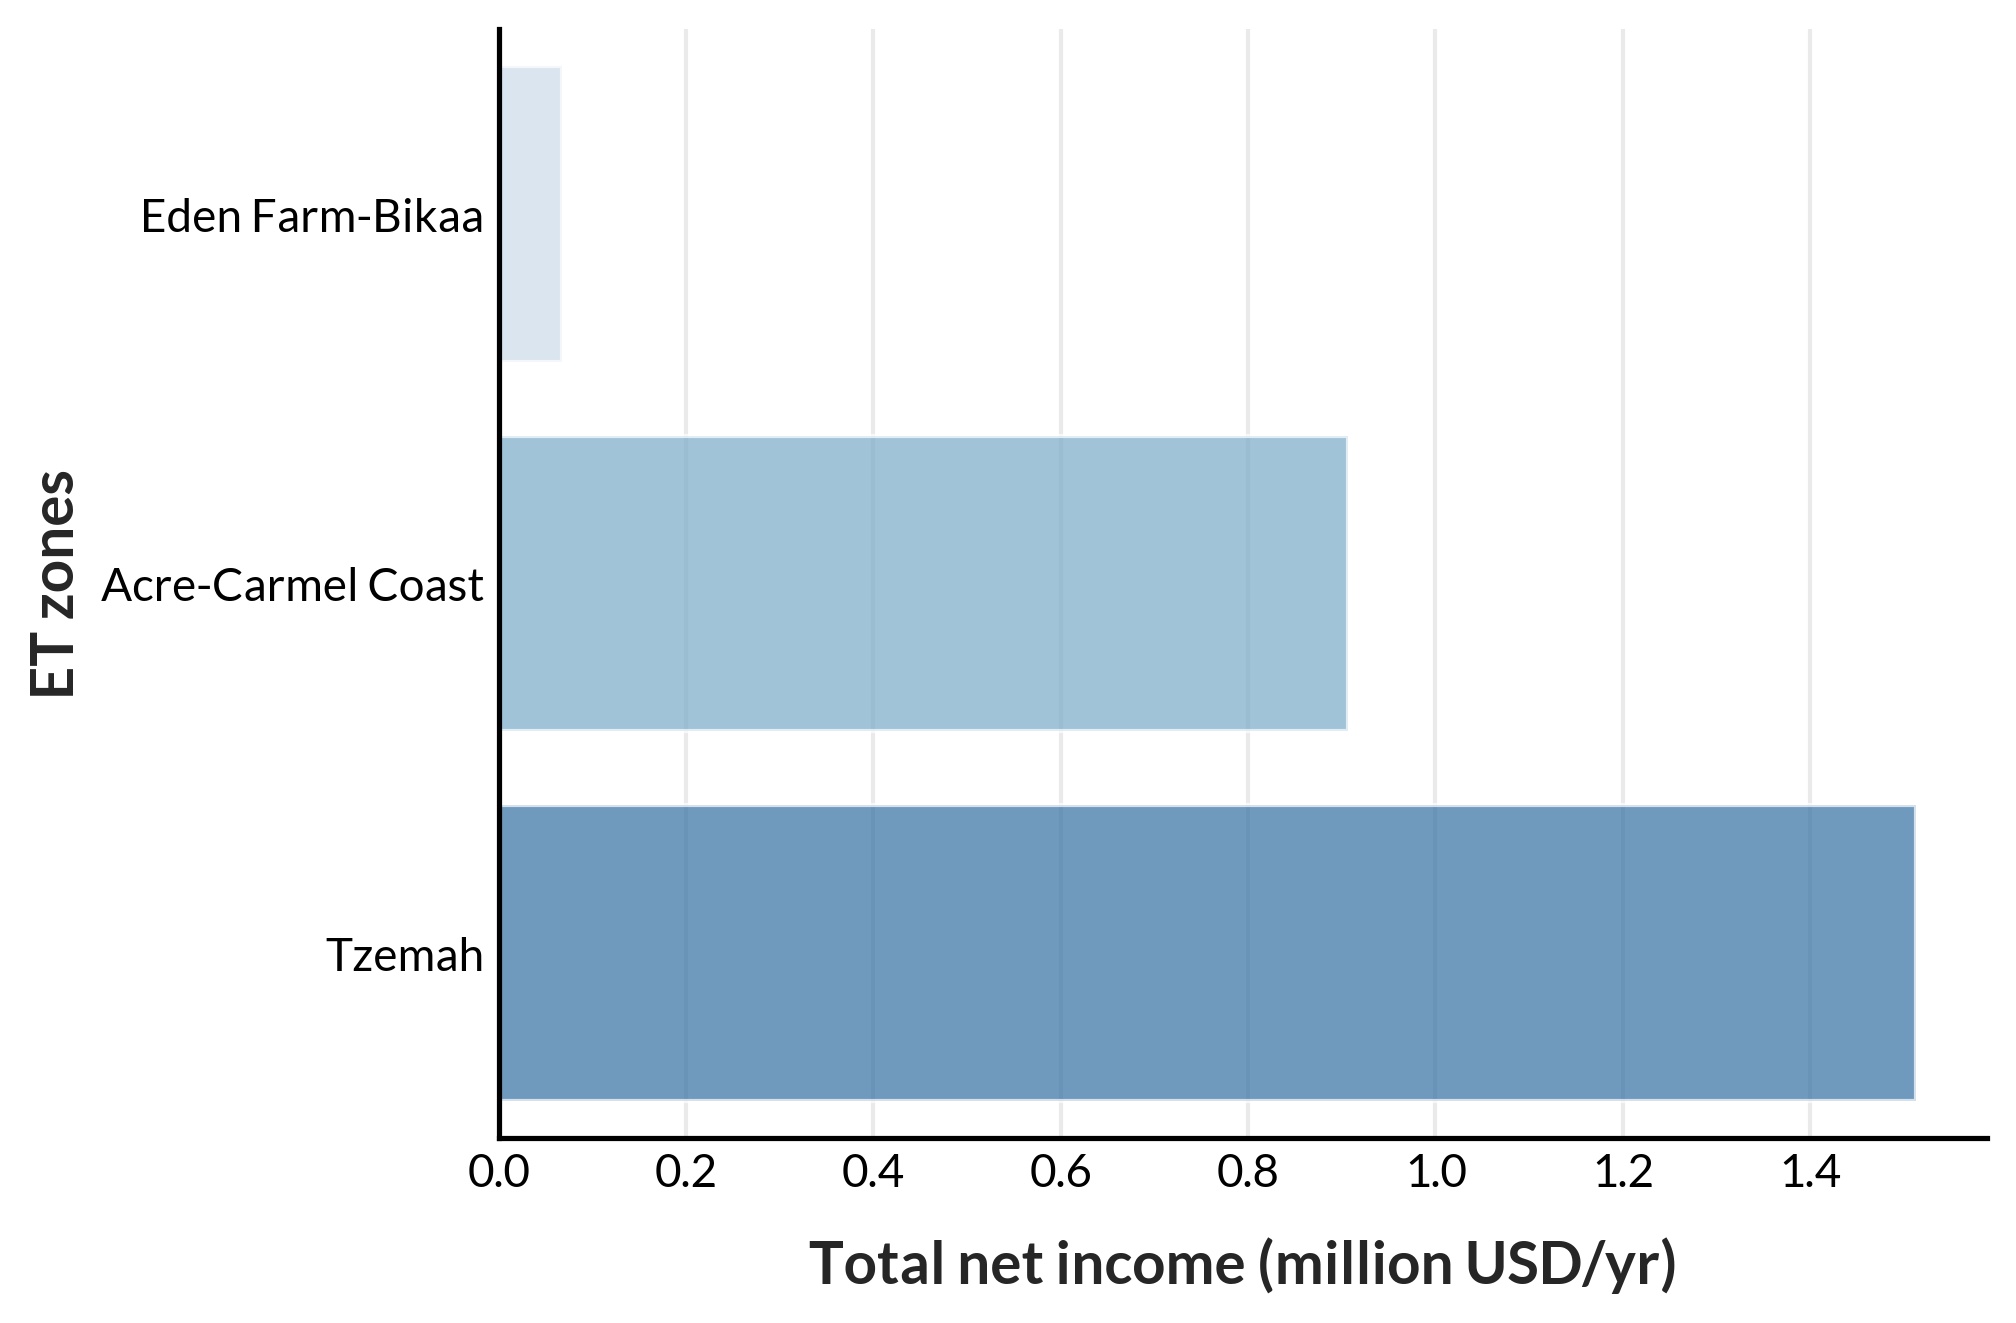 Eden Farm-Bikaa
Acre-Carmel Coast
Tzemah
ET zones
0.0 0.2 0.4 0.6 0.8 1.0 1.2 1.4
Total net income (million USD/yr)